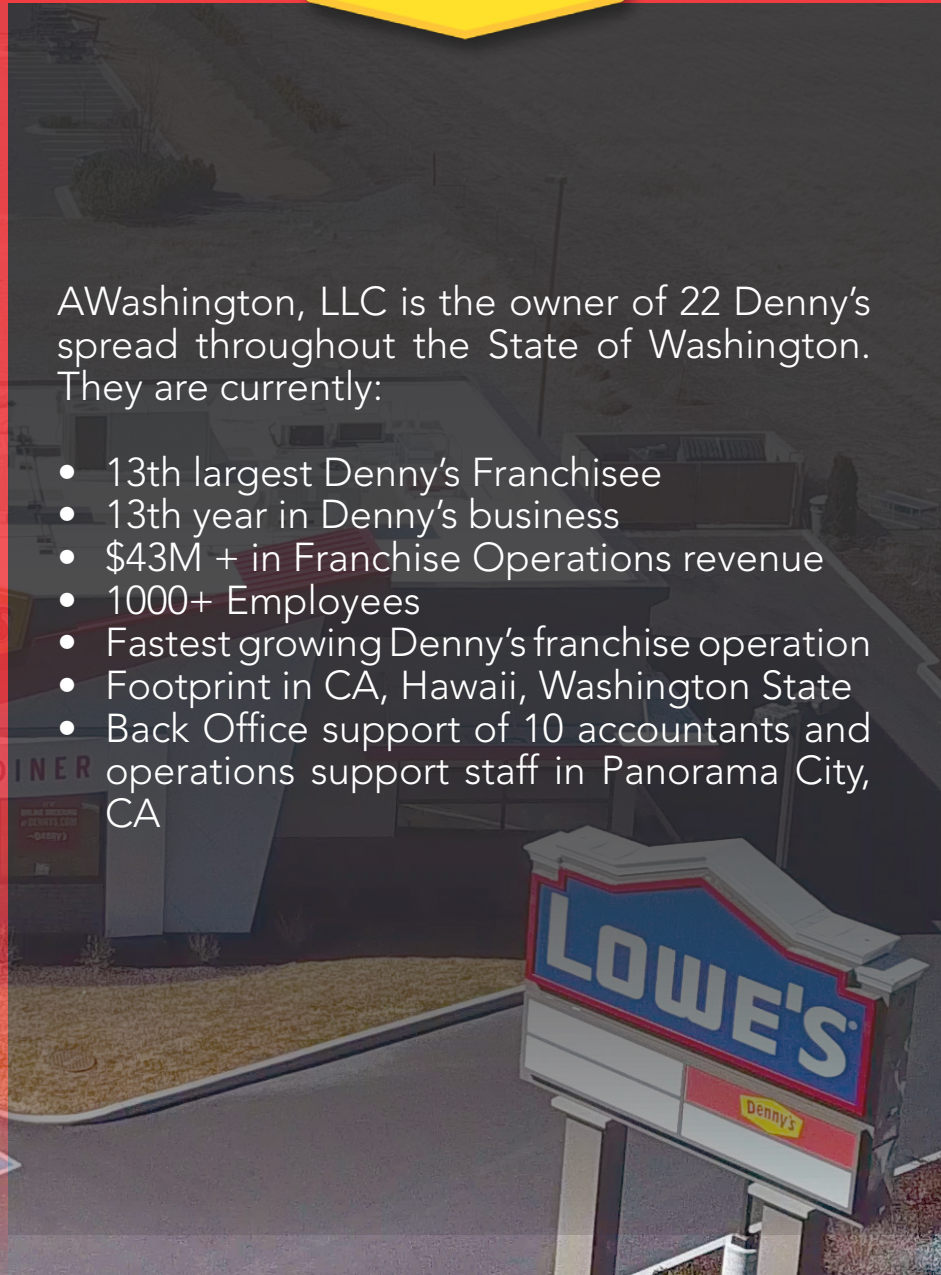 AWashington, LLC is the owner of 22 Denny's
spread throughout the State of Washington.
They are currently:
• 13th largest Denny's Franchisee
• 13th year in Denny's business
• $43M + in Franchise Operations revenue
• 1000+ Employees
• Fastest growing Denny's franchise operation
• Footprint in CA, Hawaii, Washington State
• Back Office support of 10 accountants and
operations support staff in Panorama City,
CA
INER
Denny's
LOWE'S
Denny's